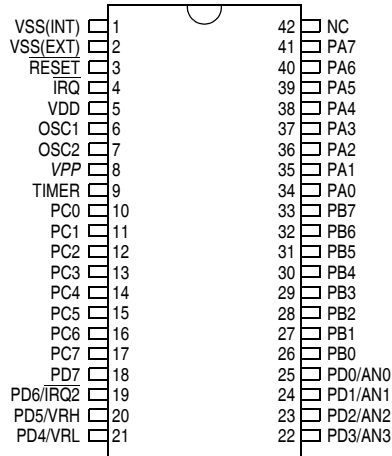 VSS(INT) 1 42 NC
VSS(EXT) 2 41 PA7
RESET 3 40 PA6
IRQ 4 39 PA5
VDD 5 38 PA4
OSC1 6 37 PA3
OSC2 7 36 PA2
VPP 8 35 PA1
TIMER 9 34 PA0
PC0 10 33 PB7
PC1 11 32 PB6
PC2 12 31 PB5
PC3 13 30 PB4
PC4 14 29 PB3
PC5 15 28 PB2
PC6 16 27 PB1
PC7 17 26 PB0
PD7 18 25 PD0/AN0
PD6/IRQ2 19 24 PD1/AN1
PD5/VRH 20 23 PD2/AN2
PD4/VRL 21 22 PD3/AN3